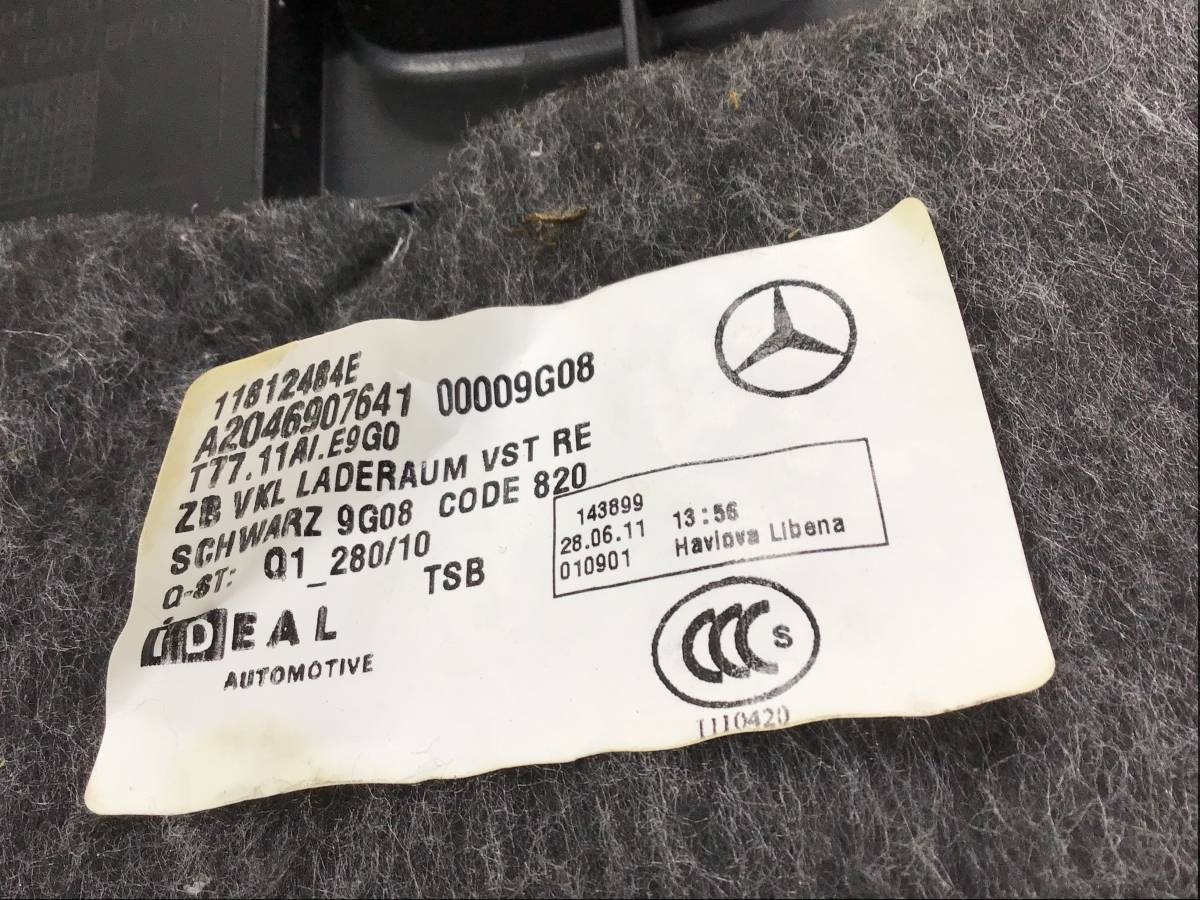 11812484E
A2046907641 00009G08
T77.11AI.E9G0
ZB VKL LADERAUM VST RE
SCHWARZ 9G08 CODE 820
Q-ST: Q1_280/10
TSB
143899
28.06.11 13:56
010901 Havlova Libena
IDEAL
AUTOMOTIVE
CCC S
1110420